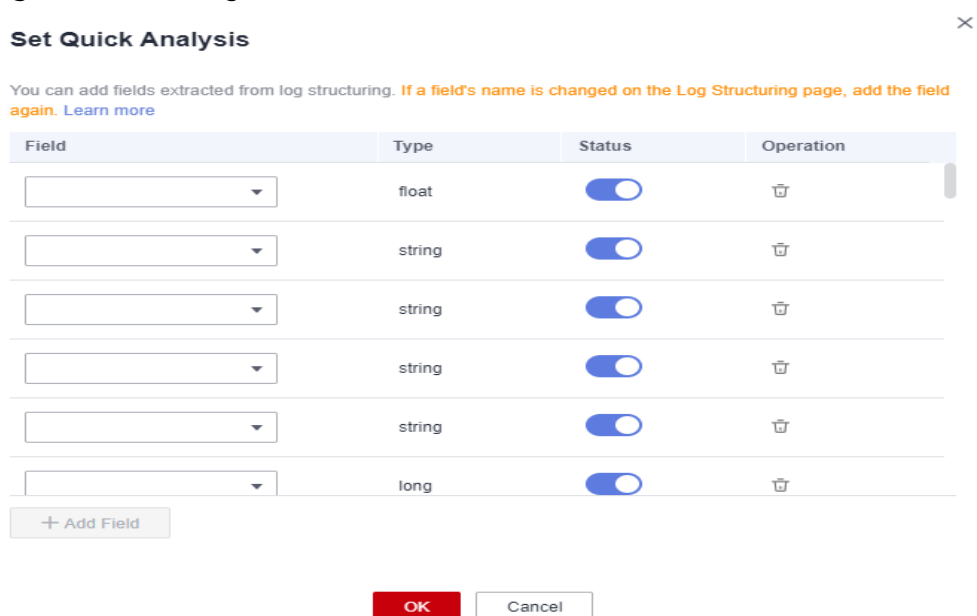 Set Quick Analysis
You can add fields extracted from log structuring. If a field's name is changed on the Log Structuring page, add the field
again. Learn more
Field Type Status Operation
float
string
string
string
string
long
+ Add Field
OK Cancel